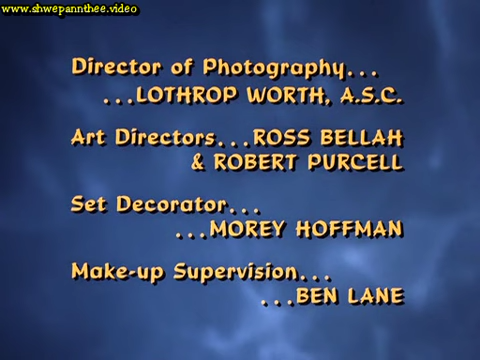 www.shwepannthee.video
Director of Photography...
...LOTHROP WORTH, A.S.C.
Art Directors...ROSS BELLAH
& ROBERT PURCELL
Set Decorator...
...MOREY HOFFMAN
Make-up Supervision...
...BEN LANE